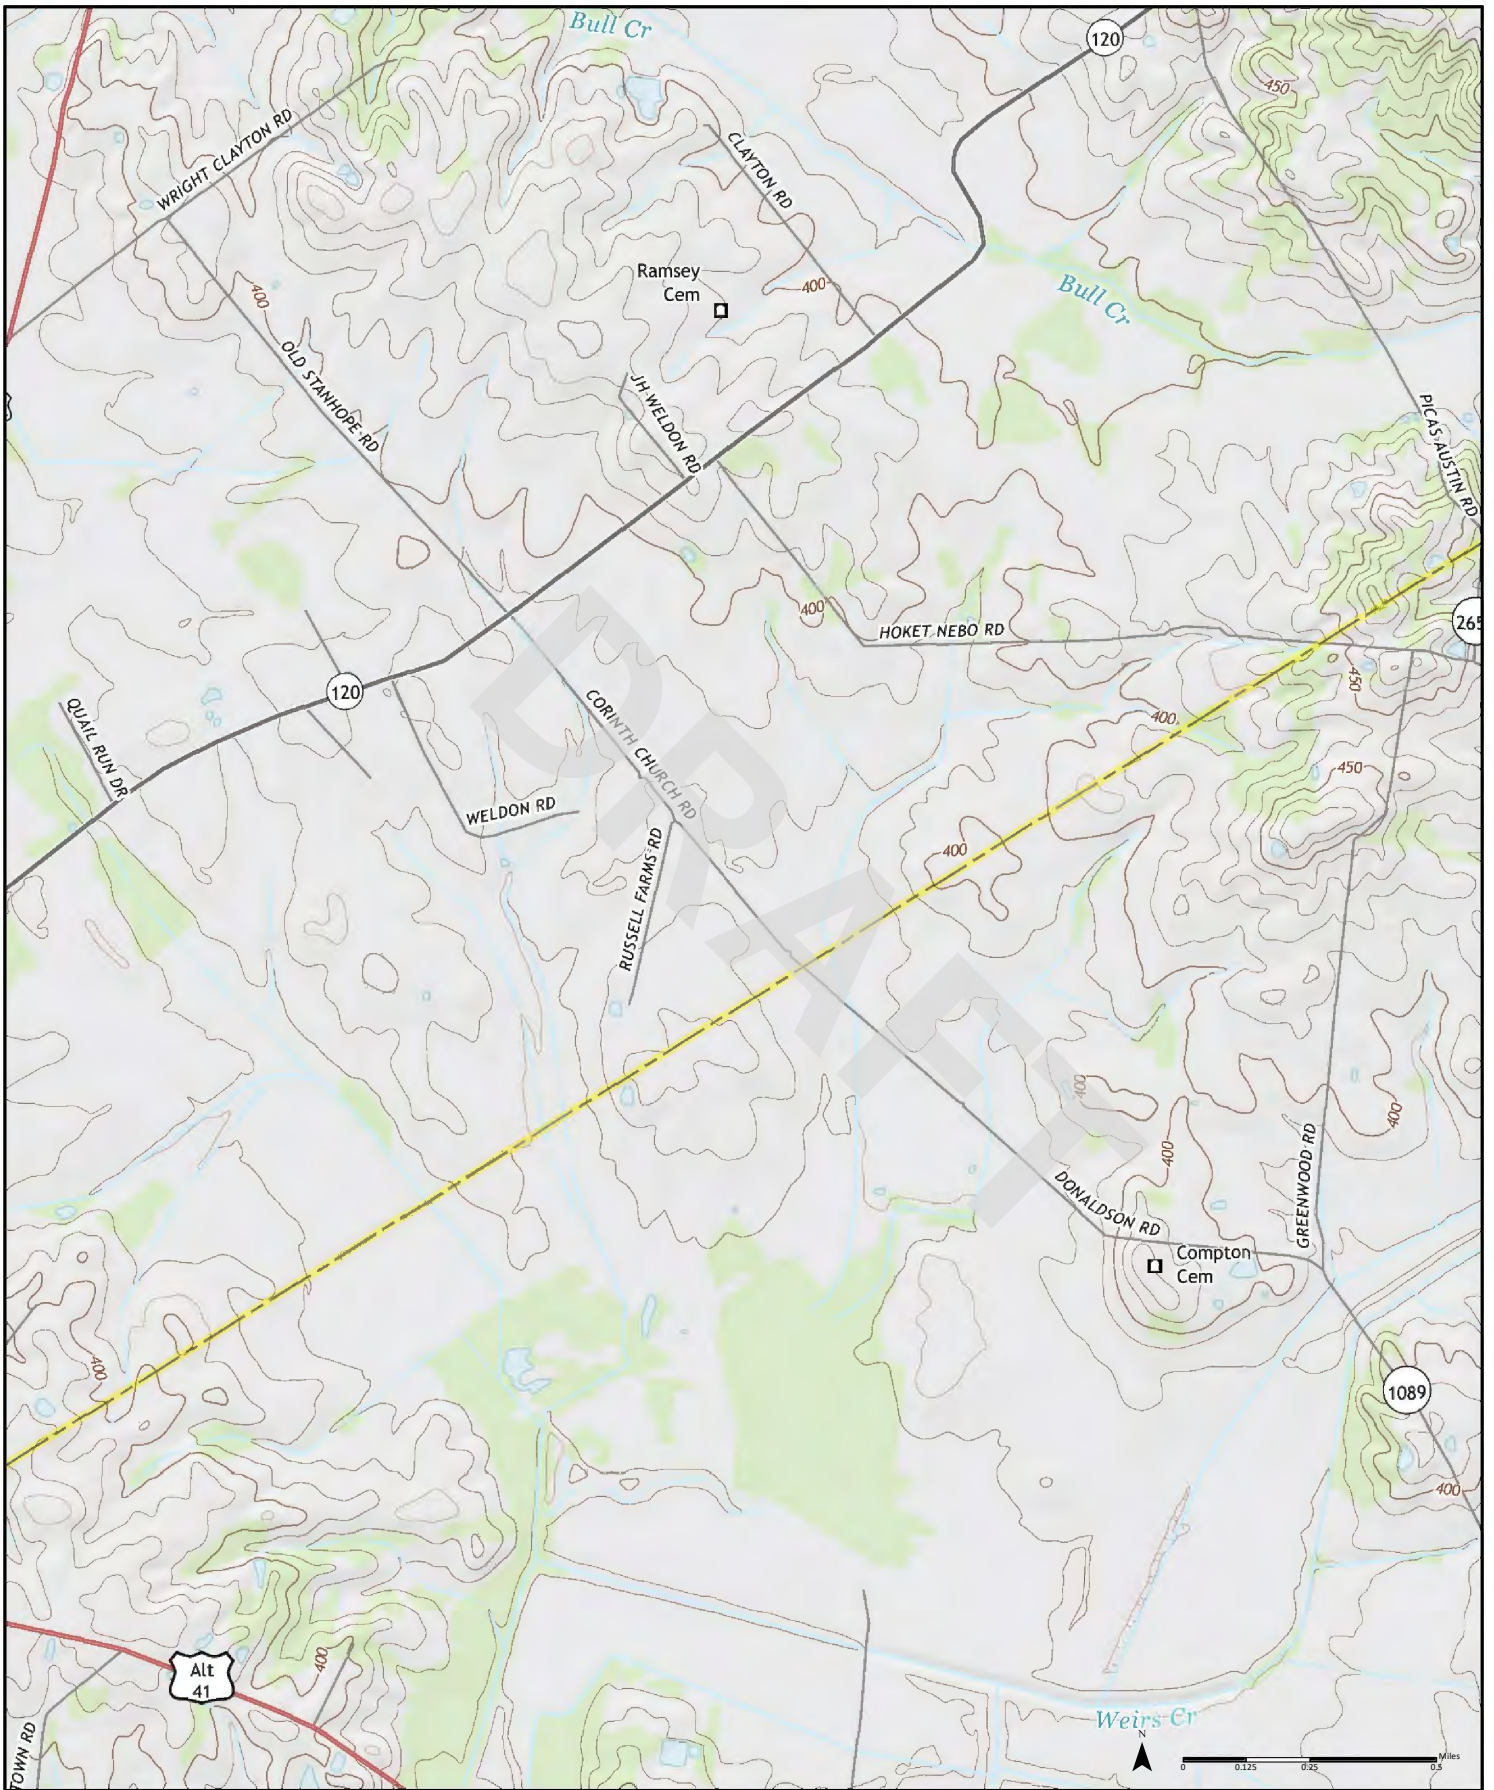 Bull Cr
120
450
WRIGHT CLAYTON RD
CLAYTON RD
Ramsey
Cem
400
400
Bull Cr
OLD STANHOPE RD
JH WELDON RD
PICAS AUSTIN RD
400
HOKET NEBO RD
265
450
120
CORINTH CHURCH RD
400
QUAIL RUN DR
450
WELDON RD
RUSSELL FARMS RD
400
DRAFT
400
400
400
GREENWOOD RD
DONALDSON RD
Compton
Cem
400
1089
400
400
Alt
41
TOWN RD
Weirs Cr
N
Miles
0
0.125
0.25
0.5